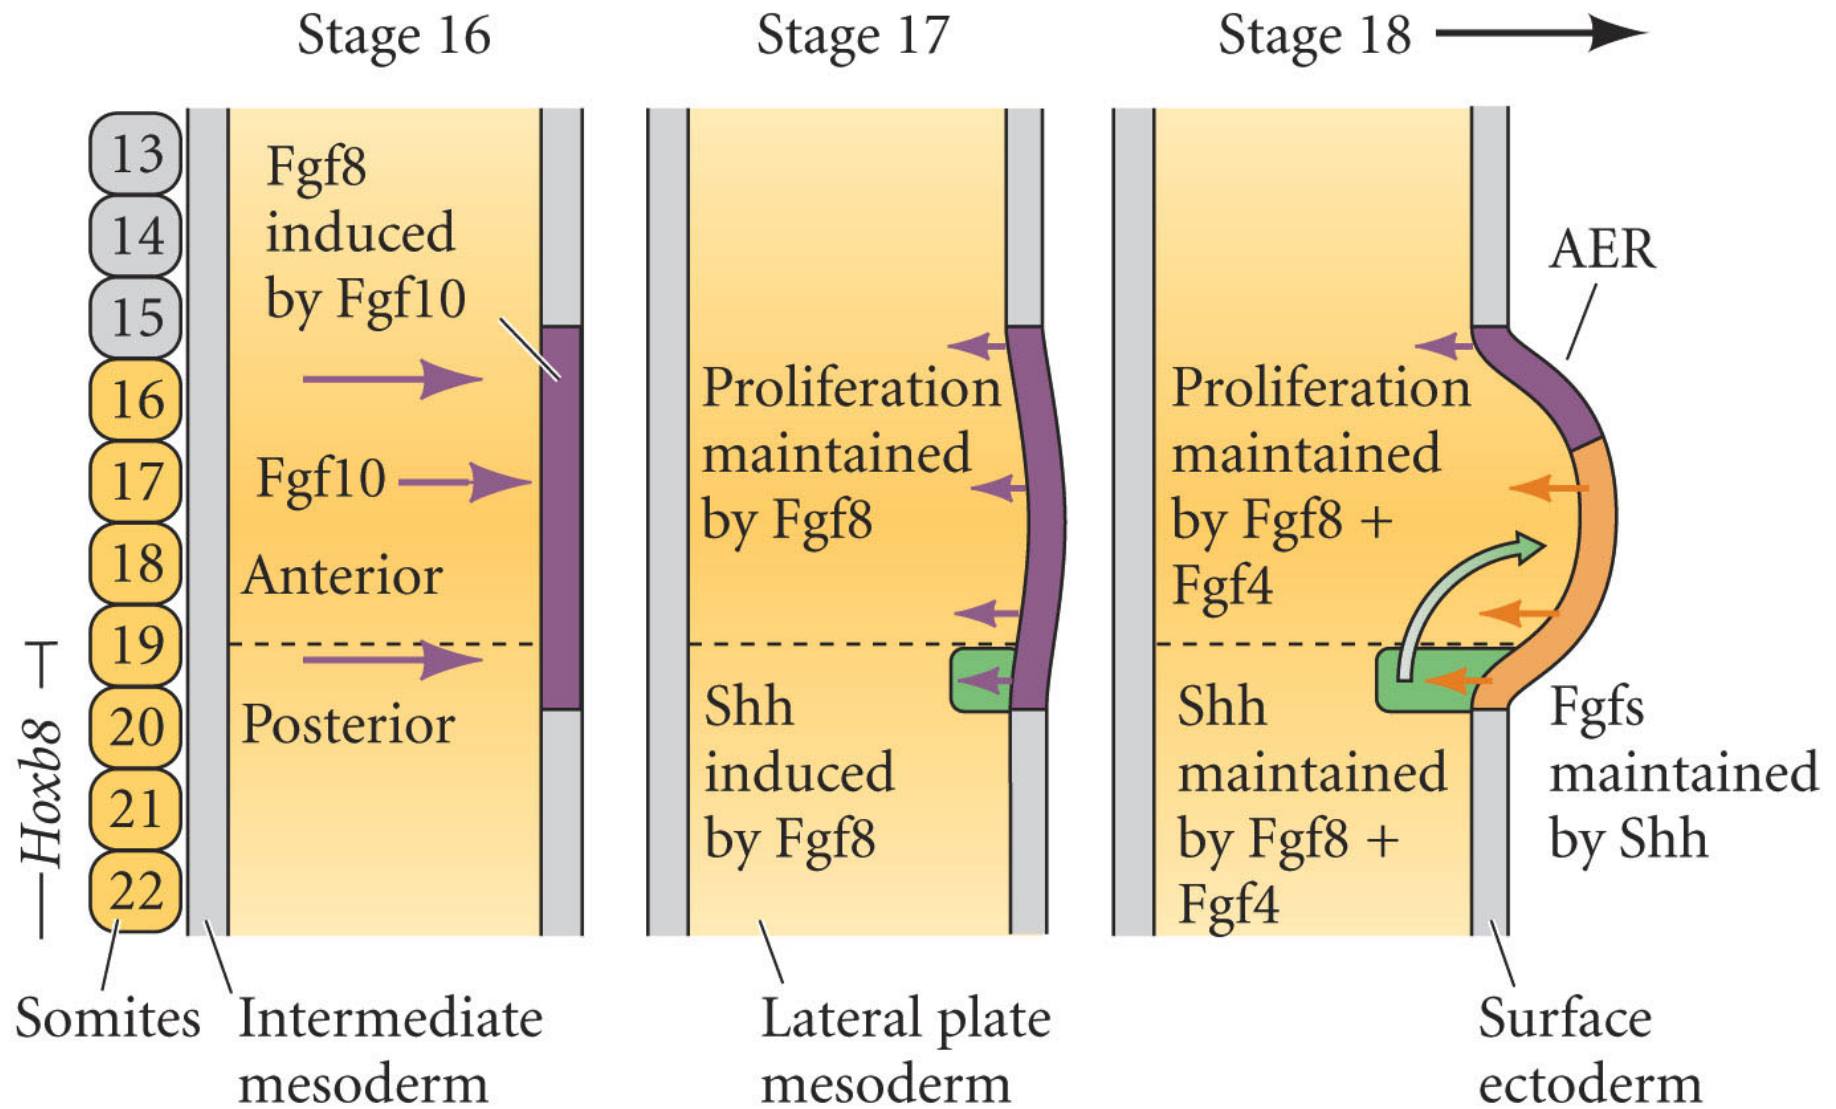 Stage 16
Stage 17
Stage 18
13
14
15
16
17
18
19
20
21
22
Hoxb8
Somites
Fgf8
induced
by Fgf10
Fgf10
Anterior
Posterior
Intermediate
mesoderm
Proliferation
maintained
by Fgf8
Shh
induced
by Fgf8
Lateral plate
mesoderm
Proliferation
maintained
by Fgf8 +
Fgf4
Shh
maintained
by Fgf8 +
Fgf4
AER
Fgfs
maintained
by Shh
Surface
ectoderm